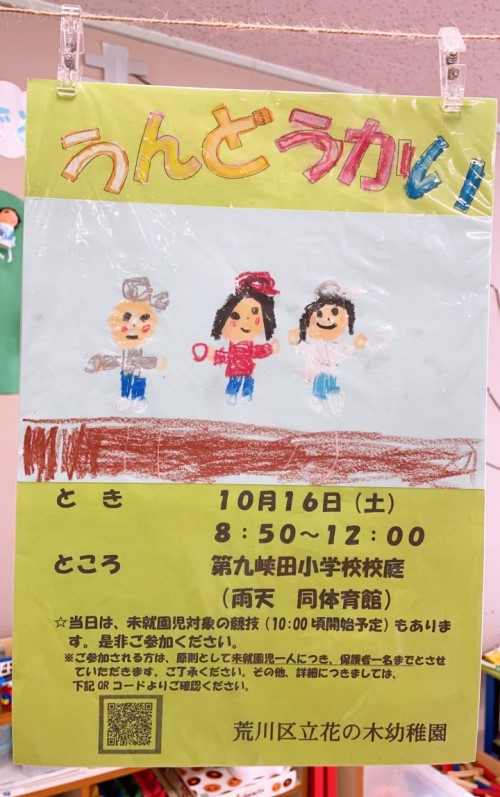 うんどうかい
とき 10月16日(土)
8:50~12:00
ところ 第九峡田小学校校庭
(雨天 同体育館)
☆当日は、未就園児対象の競技(10:00頃開始予定)もありま
す。是非ご参加ください。
※ご参加される方は、原則として未就園児一人につき、保護者一名までとさせ
ていただきます。ご了承ください。その他、詳細につきましては、
下記QRコードよりご確認ください。
荒川区立花の木幼稚園